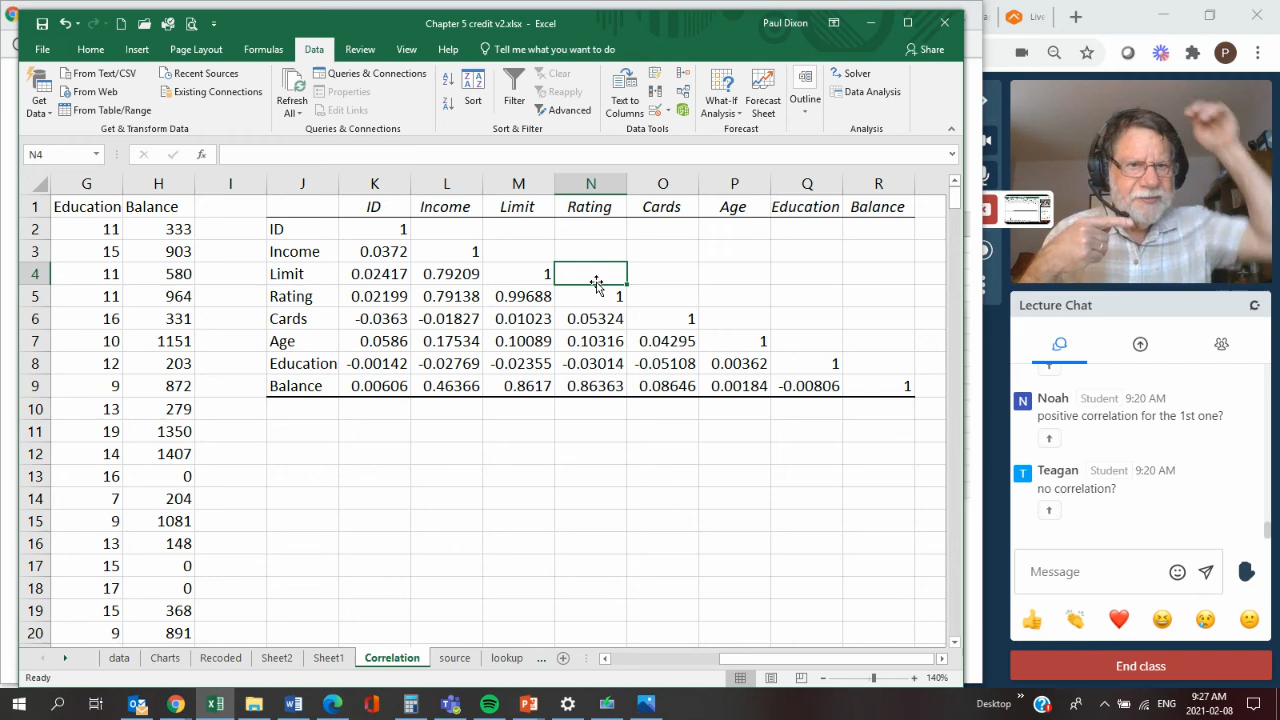 Chapter 5 credit v2.xlsx - Excel
Paul Dixon
Live
File Home Insert Page Layout Formulas Data Review View Help Tell me what you want to do Share
P
Get Data
From Text/CSV
From Web
From Table/Range
Recent Sources
Existing Connections
Get & Transform Data
Refresh All
Queries & Connections
Properties
Edit Links
Queries & Connections
Sort
Filter
Clear
Reapply
Advanced
Sort & Filter
Text to Columns
Data Tools
What-If Analysis
Forecast Sheet
Forecast
Outline
Solver
Data Analysis
Analysis
N4
fx
G H I J K L M N O P Q R
1 Education Balance ID Income Limit Rating Cards Age Education Balance
2 11 333 ID 1
3 15 903 Income 0.0372 1
4 11 580 Limit 0.02417 0.79209 1
5 11 964 Rating 0.02199 0.79138 0.99688 1
6 16 331 Cards -0.0363 -0.01827 0.01023 0.05324 1
7 10 1151 Age 0.0586 0.17534 0.10089 0.10316 0.04295 1
8 12 203 Education -0.00142 -0.02769 -0.02355 -0.03014 -0.05108 0.00362 1
9 9 872 Balance 0.00606 0.46366 0.8617 0.86363 0.08646 0.00184 -0.00806 1
10 13 279
11 19 1350
12 14 1407
13 16 0
14 7 204
15 9 1081
16 13 148
17 15 0
18 17 0
19 15 368
20 9 891
data Charts Recoded Sheet2 Sheet1 Correlation source lookup ...
Ready
140%
Lecture Chat
N
Noah Student 9:20 AM
positive correlation for the 1st one?
T
Teagan Student 9:20 AM
no correlation?
Message
End class
Desktop
ENG
9:27 AM
2021-02-08